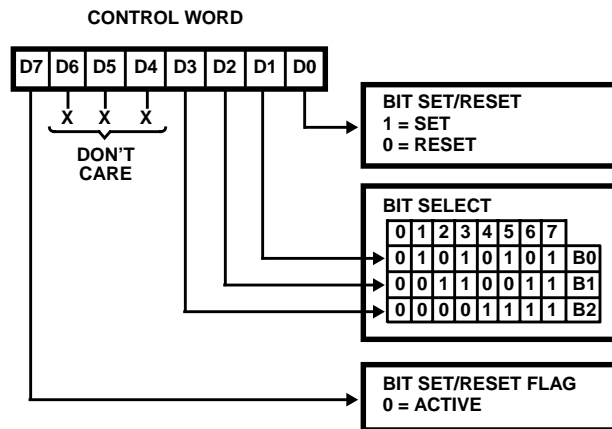 CONTROL WORD
D7 D6 D5 D4 D3 D2 D1 D0
X X X
DON'T
CARE
BIT SET/RESET
1 = SET
0 = RESET
BIT SELECT
0 1 2 3 4 5 6 7
0 1 0 1 0 1 0 1 B0
0 0 1 1 0 0 1 1 B1
0 0 0 0 1 1 1 1 B2
BIT SET/RESET FLAG
0 = ACTIVE